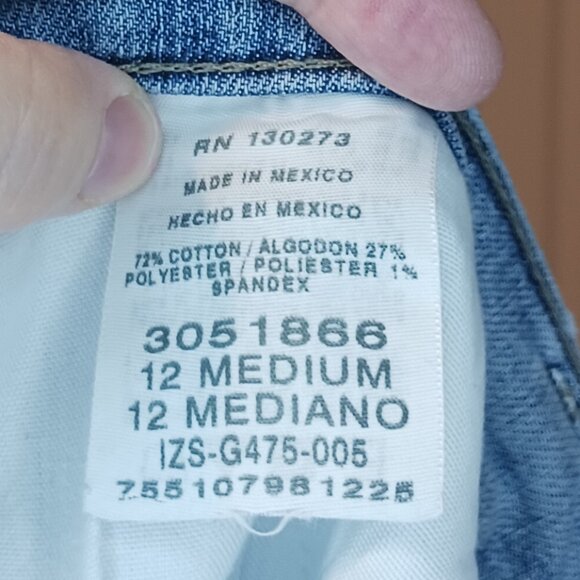 RN 130273
MADE IN MEXICO
HECHO EN MEXICO
72% COTTON / ALGODON 27%
POLYESTER / POLIESTER 1%
SPANDEX
3051866
12 MEDIUM
12 MEDIANO
IZS-G475-005
755107981225